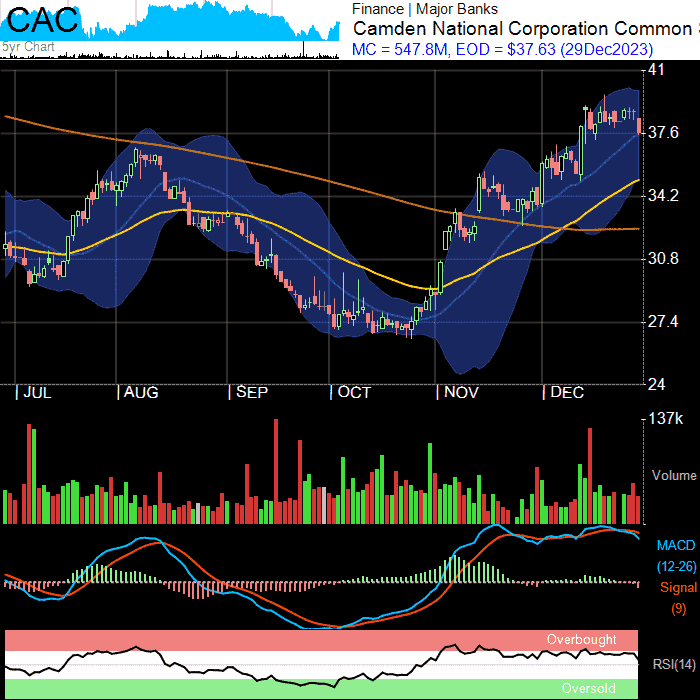 CAC
5yr Chart
Finance | Major Banks
Camden National Corporation Common
MC = 547.8M, EOD = $37.63 (29Dec2023)
41
37.6
34.2
30.8
27.4
24
| JUL | AUG | SEP | OCT | NOV | DEC
137k
Volume
MACD
(12-26)
Signal
(9)
Overbought
RSI(14)
Oversold